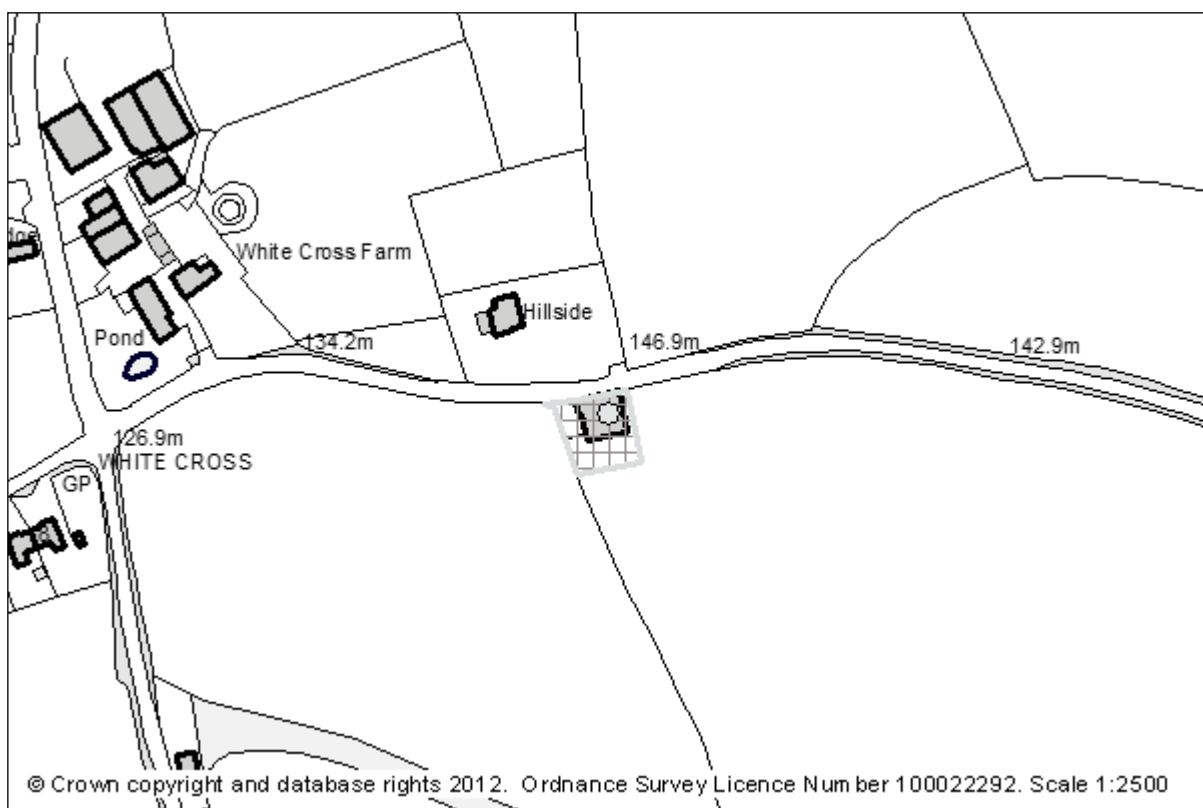 White Cross Farm
Hillside
Pond
134.2m
146.9m
142.9m
126.9m
WHITE CROSS
GP
© Crown copyright and database rights 2012. Ordnance Survey Licence Number 100022292. Scale 1:2500